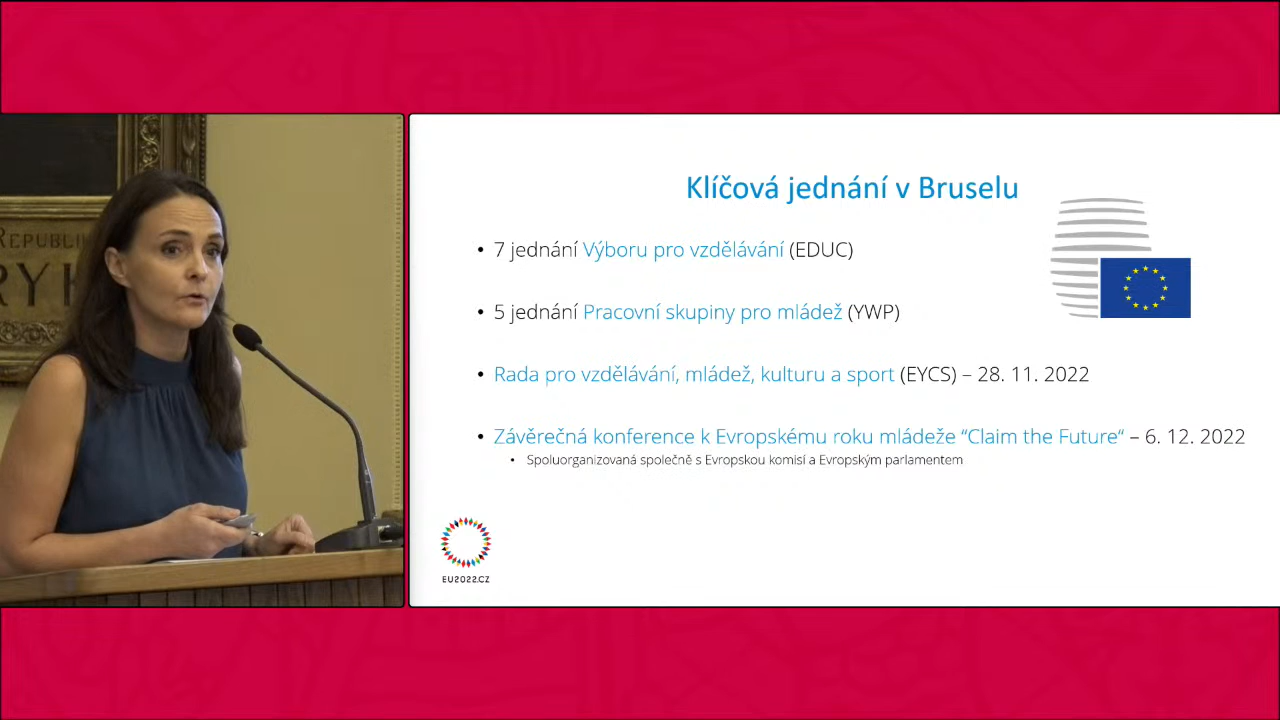 REPUBLI
RYK
Klíčová jednání v Bruselu
• 7 jednání Výboru pro vzdělávání (EDUC)
• 5 jednání Pracovní skupiny pro mládež (YWP)
• Rada pro vzdělávání, mládež, kulturu a sport (EYCS) – 28. 11. 2022
• Závěrečná konference k Evropskému roku mládeže “Claim the Future“ – 6. 12. 2022
• Spoluorganizovaná společně s Evropskou komisí a Evropským parlamentem
EU2022.CZ